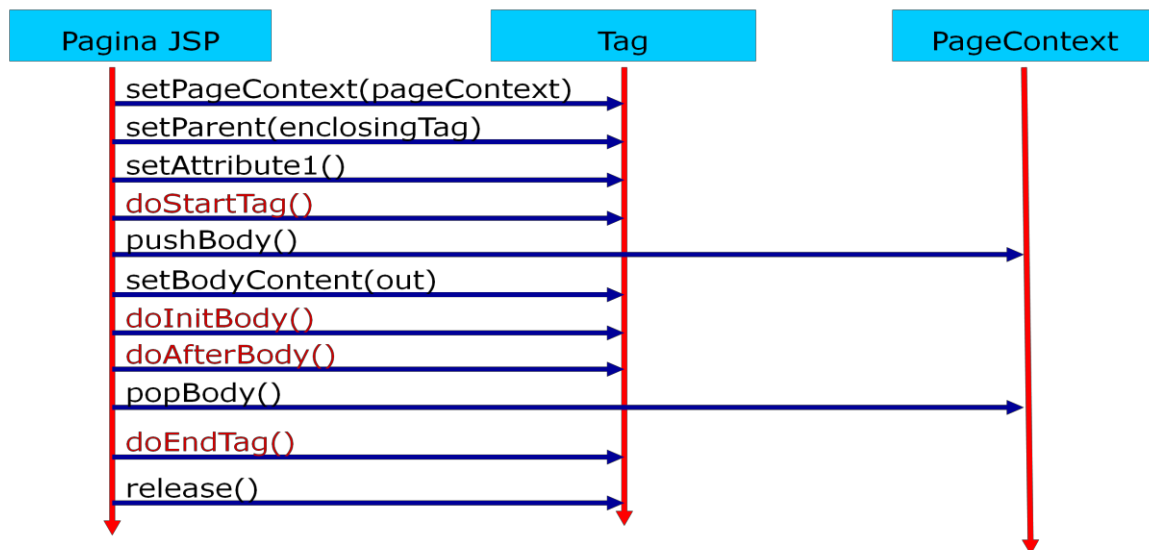 Pagina JSP
Tag
PageContext
setPageContext(pageContext)
setParent(enclosingTag)
setAttribute1()
doStartTag()
pushBody()
setBodyContent(out)
doInitBody()
doAfterBody()
popBody()
doEndTag()
release()